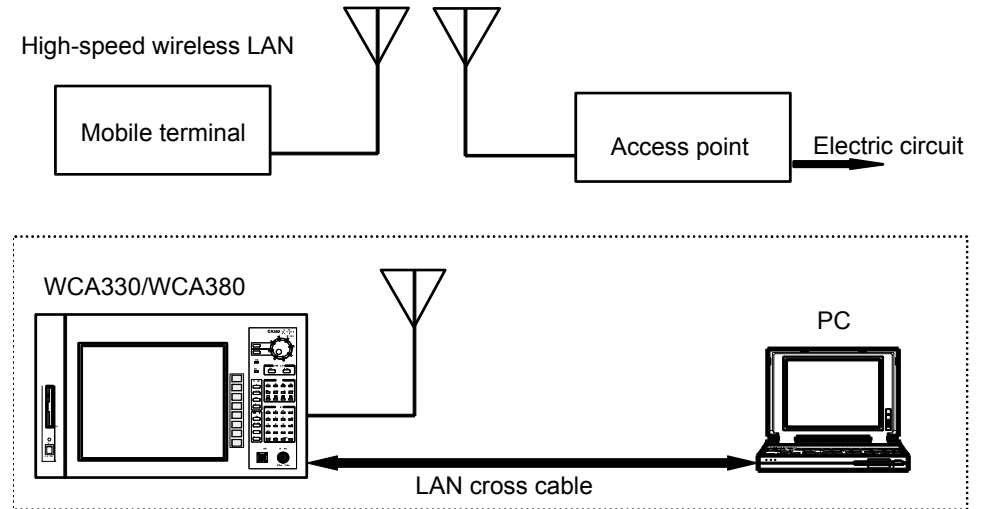 High-speed wireless LAN
Mobile terminal
Access point
Electric circuit
WCA330/WCA380
PC
LAN cross cable